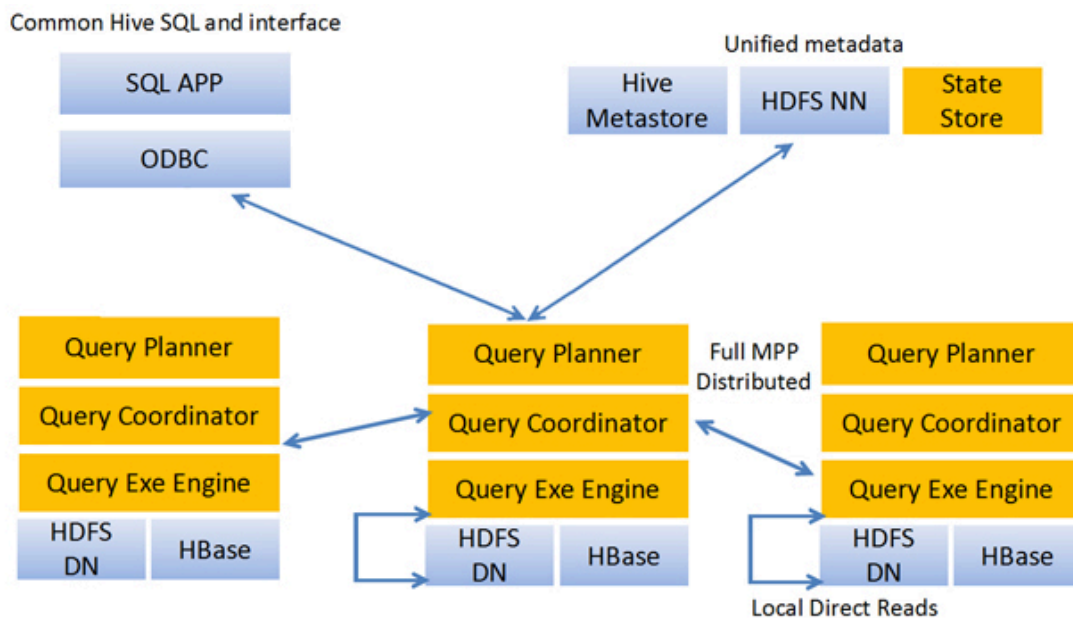 Common Hive SQL and interface
SQL APP
ODBC
Unified metadata
Hive
Metastore
HDFS NN
State
Store
Query Planner
Query Coordinator
Query Exe Engine
HDFS
DN
HBase
Query Planner
Query Coordinator
Query Exe Engine
HDFS
DN
HBase
Full MPP
Distributed
Query Planner
Query Coordinator
Query Exe Engine
HDFS
DN
HBase
Local Direct Reads